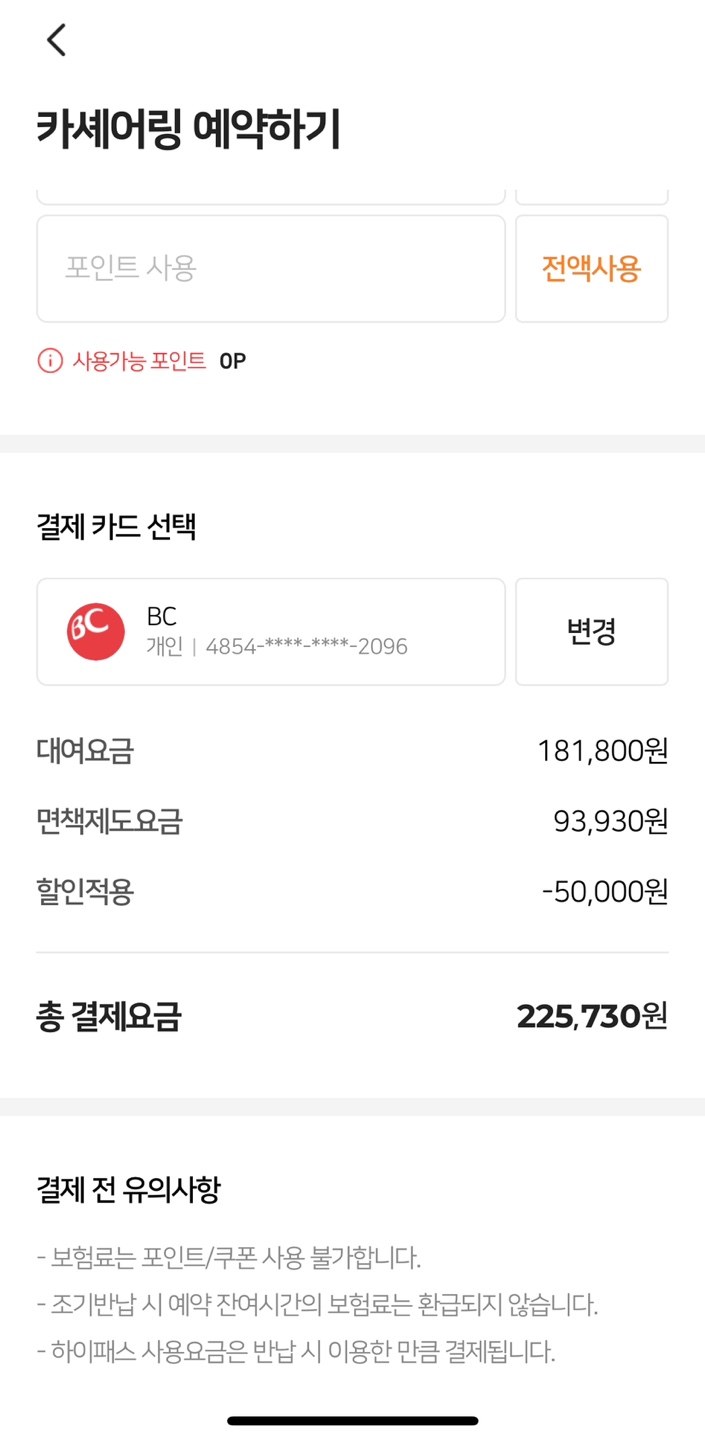 카셰어링 예약하기
포인트 사용
전액사용
사용가능 포인트 0P
결제 카드 선택
BC
BC
개인 | 4854-****-****-2096
변경
대여요금 181,800원
면책제도요금 93,930원
할인적용 -50,000원
총 결제요금 225,730원
결제 전 유의사항
- 보험료는 포인트/쿠폰 사용 불가합니다.
- 조기반납 시 예약 잔여시간의 보험료는 환급되지 않습니다.
- 하이패스 사용요금은 반납 시 이용한 만큼 결제됩니다.